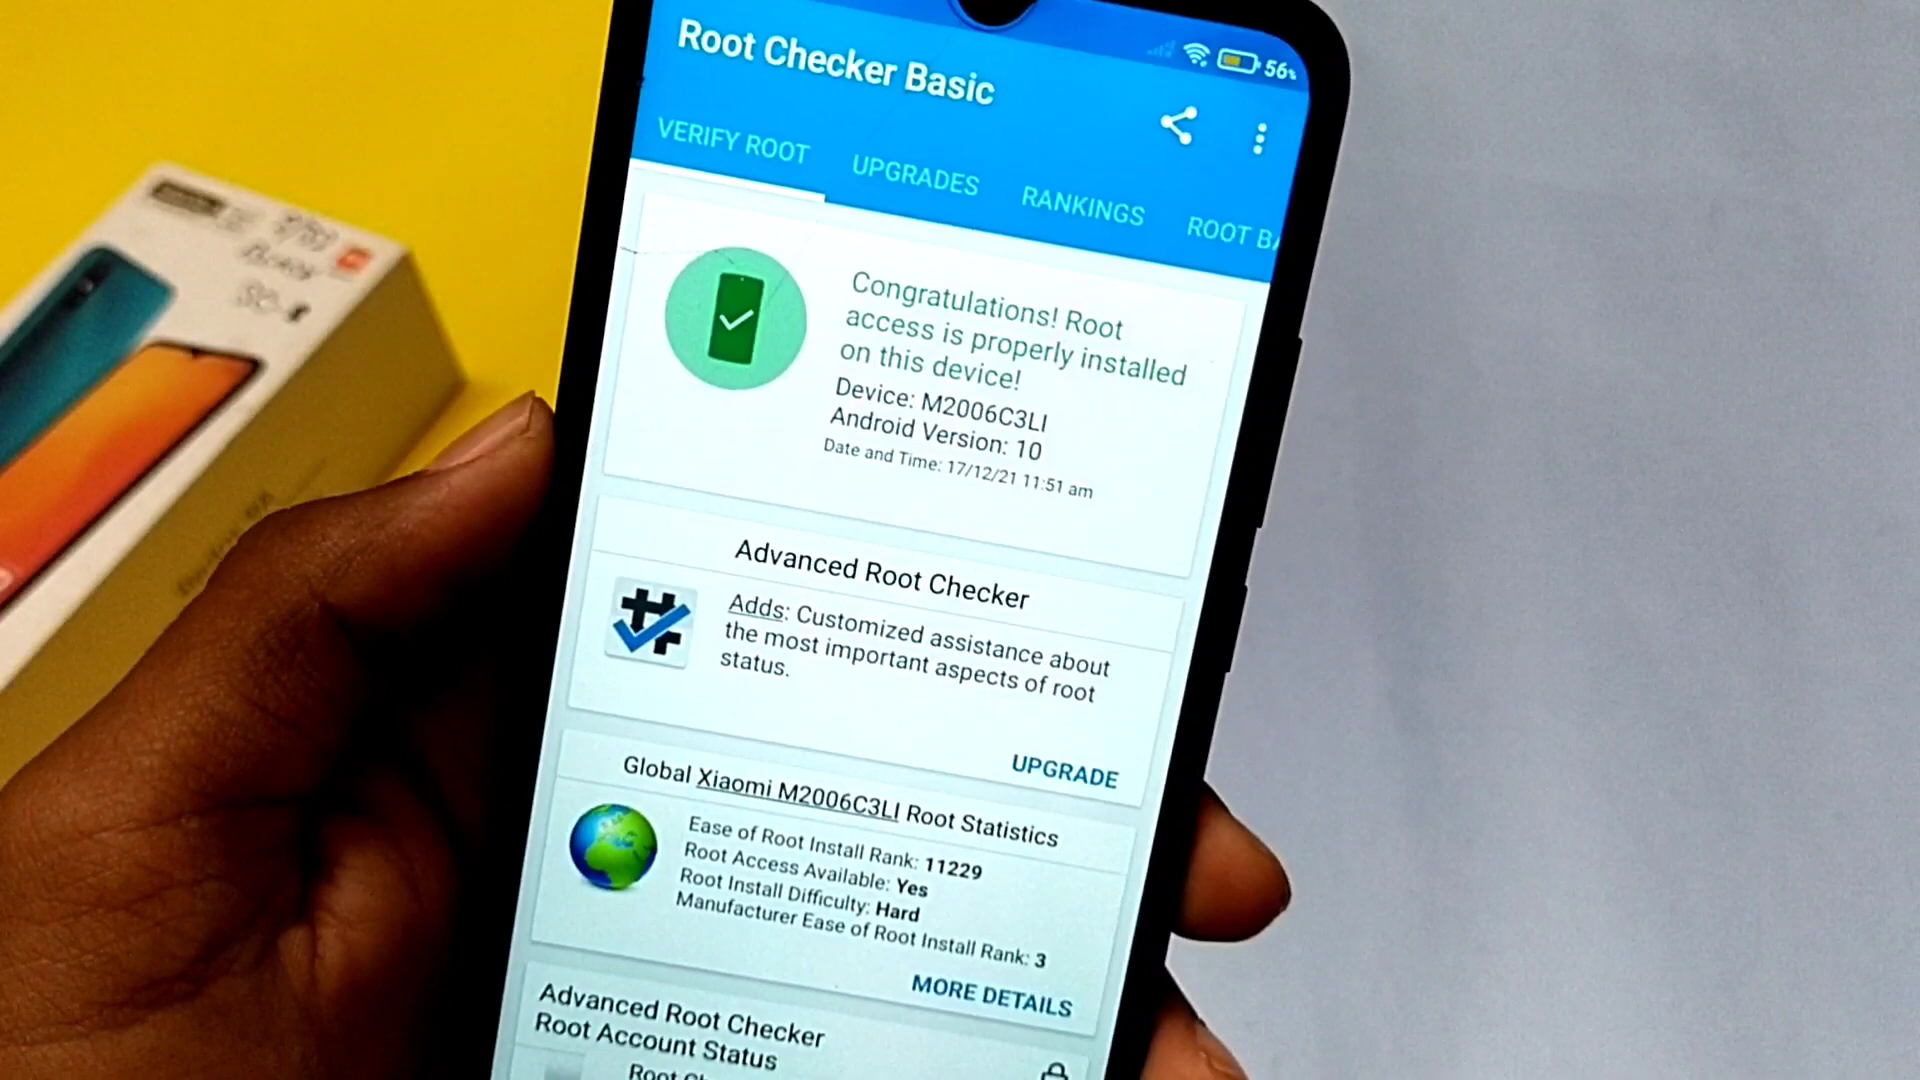 56%
Root Checker Basic
VERIFY ROOT
UPGRADES
RANKINGS
ROOT BA
Congratulations! Root
access is properly installed
on this device!
Device: M2006C3LI
Android Version: 10
Date and Time: 17/12/21 11:51 am
Advanced Root Checker
Adds: Customized assistance about
the most important aspects of root
status.
UPGRADE
Global Xiaomi M2006C3LI Root Statistics
Ease of Root Install Rank: 11229
Root Access Available: Yes
Root Install Difficulty: Hard
Manufacturer Ease of Root Install Rank: 3
MORE DETAILS
Advanced Root Checker
Root Account Status
Root